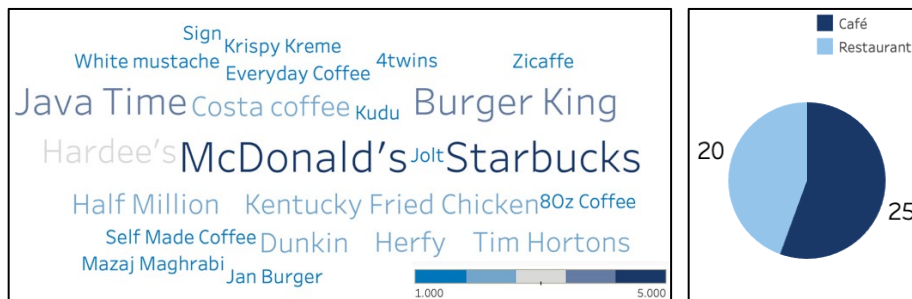 Sign
Krispy Kreme
White mustache
Everyday Coffee
4twins
Zicaffe
Java Time
Costa coffee
Kudu
Burger King
Hardee's
McDonald's
Jolt
Starbucks
Half Million
Kentucky Fried Chicken
8Oz Coffee
Self Made Coffee
Dunkin
Herfy
Tim Hortons
Mazaj Maghrabi
Jan Burger
1.000
5.000
Café
Restaurant
20
25